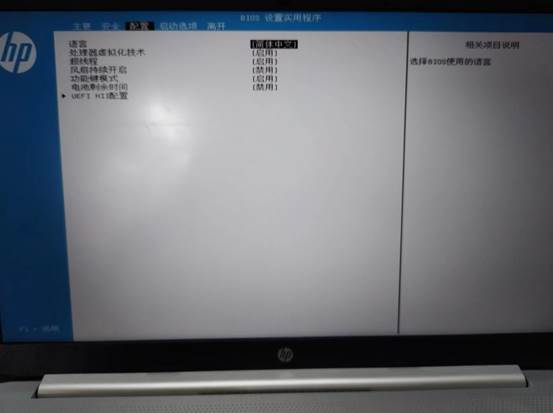 BIOS 设置实用程序
主要 安全 配置 启动选项 离开
hp
语言 [简体中文]
处理器虚拟化技术 (启用)
超线程 (启用)
风扇持续开启 (禁用)
功能键模式 (启用)
电池剩余时间 (禁用)
▶ UEFI HII配置
相关项目说明
选择BIOS使用的语言
hp